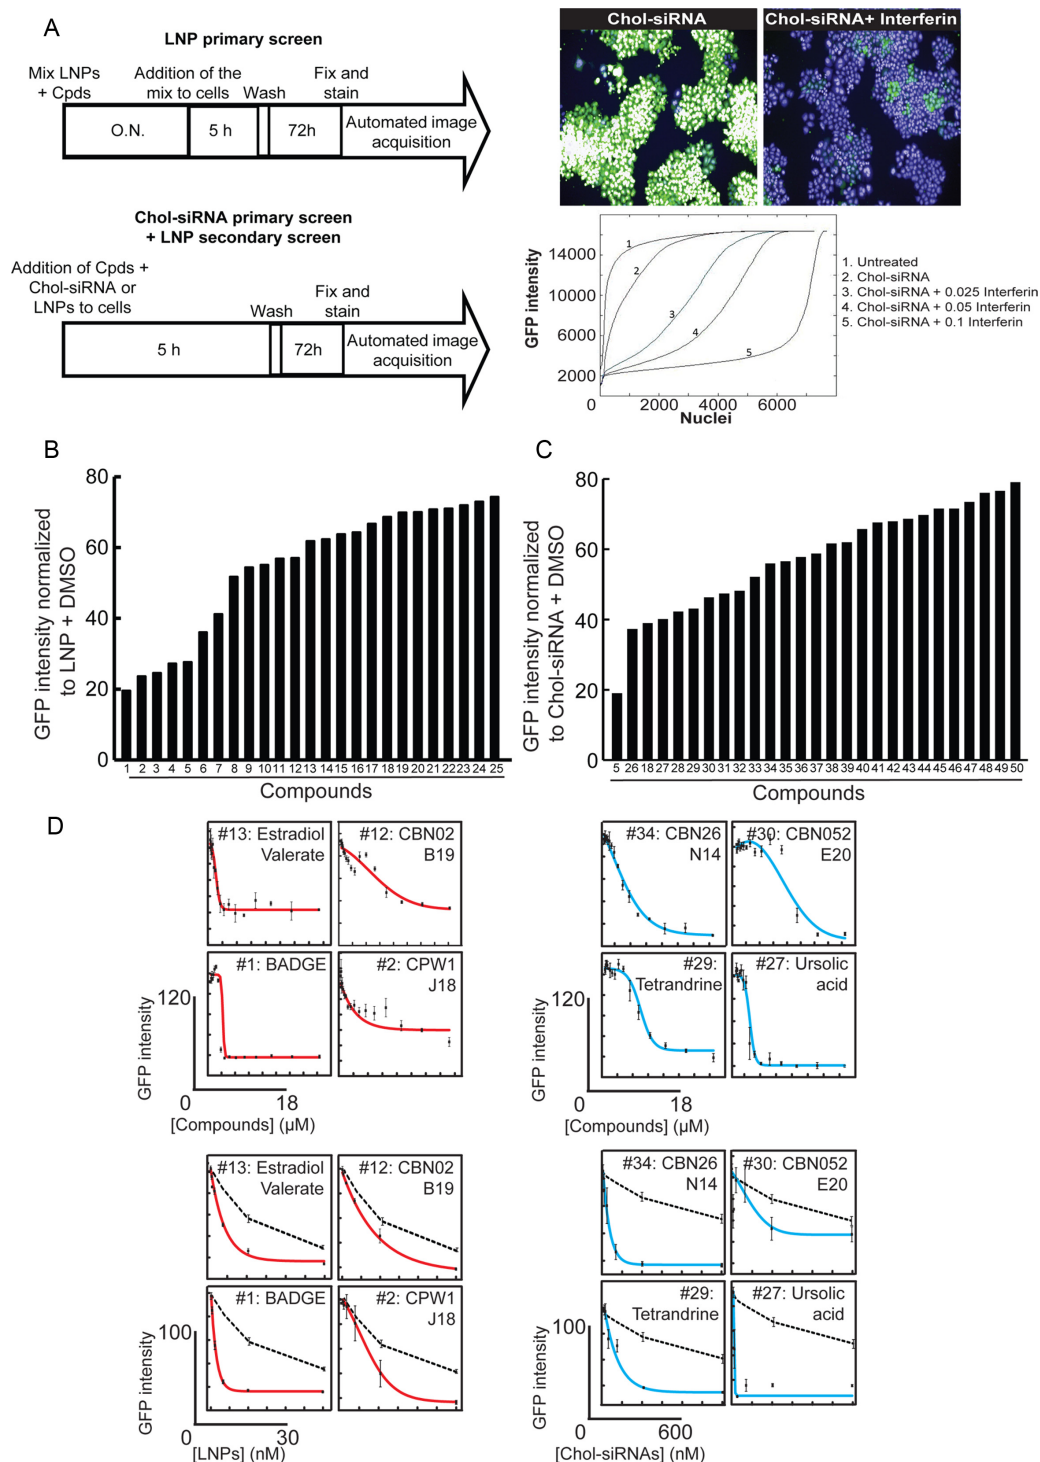 A
LNP primary screen
Mix LNPs
+ Cpds
Addition of the
mix to cells
Wash
Fix and
stain
O.N.
5 h
72h
Automated image
acquisition
Chol-siRNA primary screen
+ LNP secondary screen
Addition of Cpds +
Chol-siRNA or
LNPs to cells
Wash
Fix and
stain
5 h
72h
Automated image
acquisition
Chol-siRNA
Chol-siRNA+ Interferin
GFP intensity
14000
10000
6000
2000
0
2000
4000
6000
Nuclei
1
2
3
4
5
1. Untreated
2. Chol-siRNA
3. Chol-siRNA + 0.025 Interferin
4. Chol-siRNA + 0.05 Interferin
5. Chol-siRNA + 0.1 Interferin
B
GFP intensity normalized
to LNP + DMSO
80
60
40
20
0
1 2 3 4 5 6 7 8 9 10 11 12 13 14 15 16 17 18 19 20 21 22 23 24 25
Compounds
C
GFP intensity normalized
to Chol-siRNA + DMSO
80
60
40
20
0
5 26 18 27 28 29 30 31 32 33 34 35 36 37 38 39 40 41 42 43 44 45 46 47 48 49 50
Compounds
D
#13: Estradiol
Valerate
#12: CBN02
B19
#1: BADGE
#2: CPW1
J18
GFP intensity
120
0
18
[Compounds] (µM)
#34: CBN26
N14
#30: CBN052
E20
#29:
Tetrandrine
#27: Ursolic
acid
GFP intensity
120
0
18
[Compounds] (µM)
#13: Estradiol
Valerate
#12: CBN02
B19
#1: BADGE
#2: CPW1
J18
GFP intensity
100
0
30
[LNPs] (nM)
#34: CBN26
N14
#30: CBN052
E20
#29:
Tetrandrine
#27: Ursolic
acid
GFP intensity
100
0
600
[Chol-siRNAs] (nM)